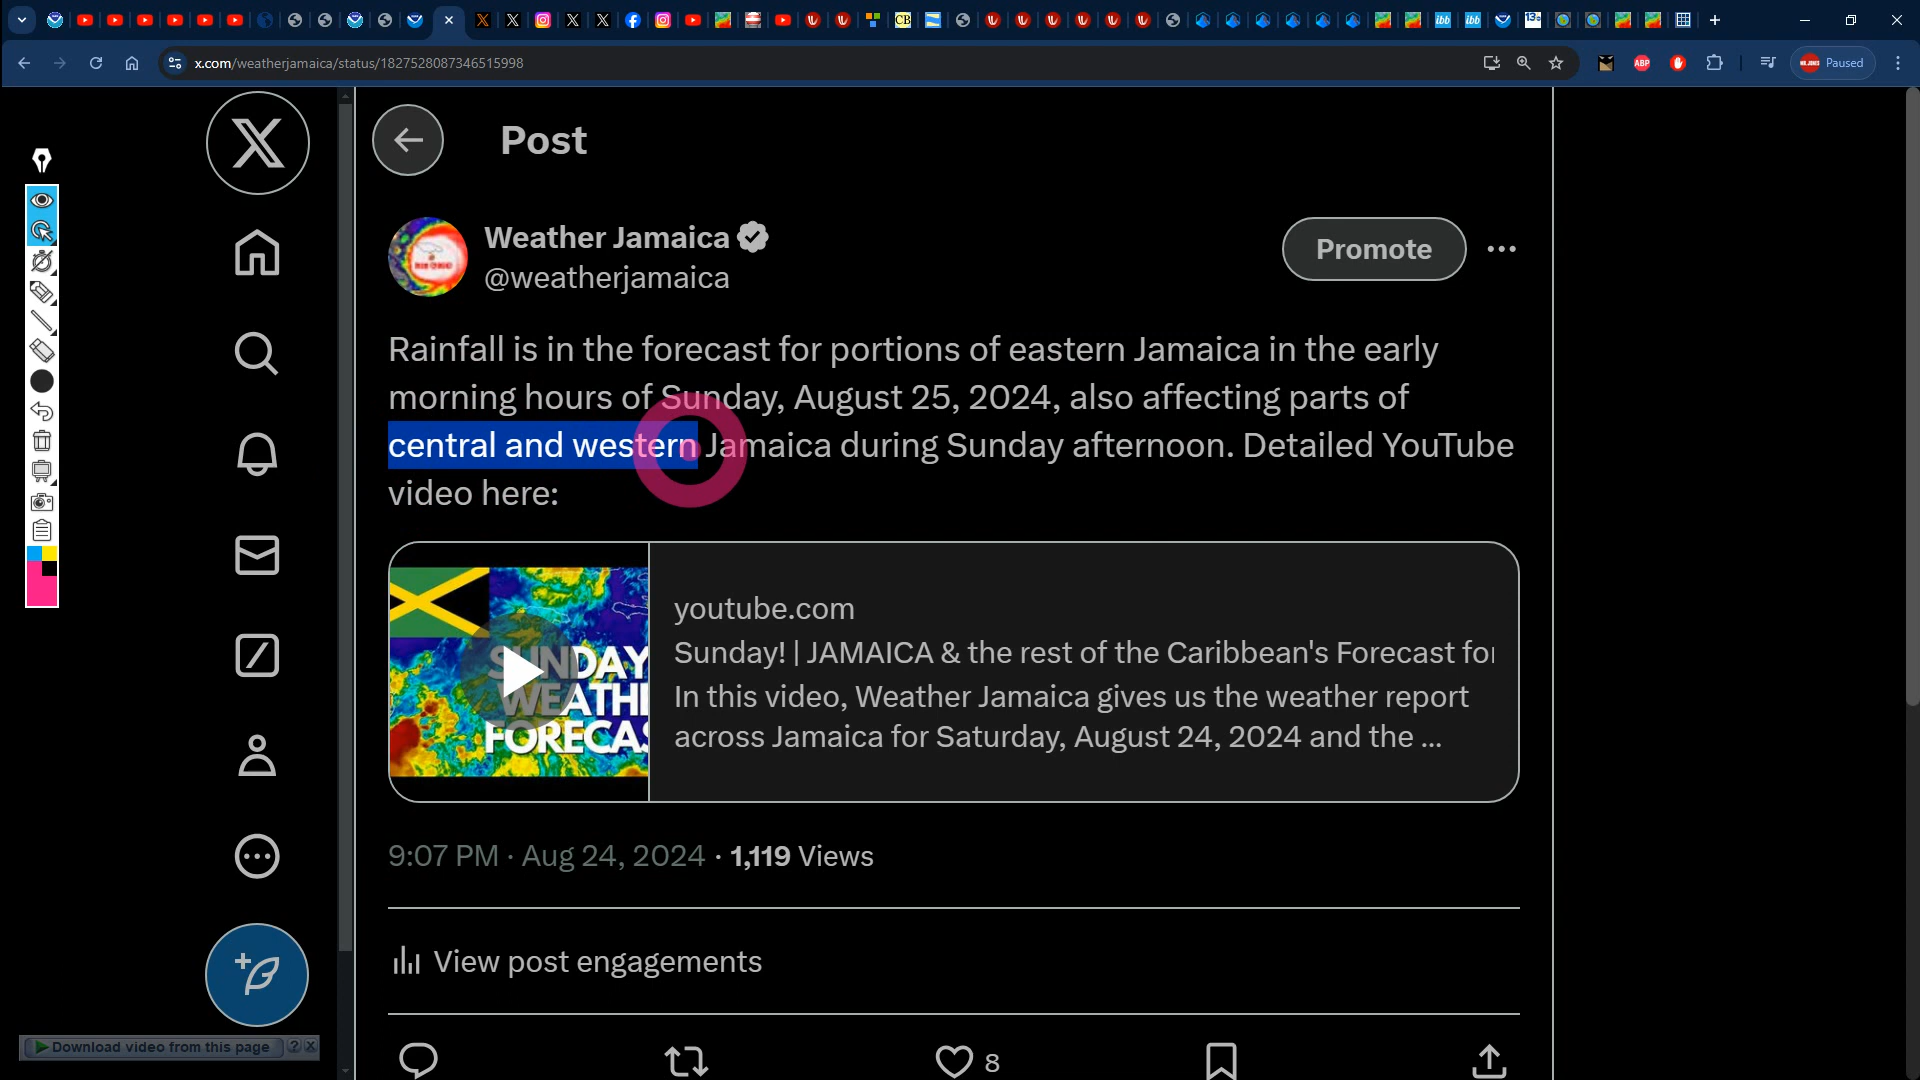 x.com/weatherjamaica/status/1827528087346515998
ABP
Paused
Post
Weather Jamaica
@weatherjamaica
Promote
Rainfall is in the forecast for portions of eastern Jamaica in the early
morning hours of Sunday, August 25, 2024, also affecting parts of
central and western Jamaica during Sunday afternoon. Detailed YouTube
video here:
SUNDAY
WEATH
FORECAS
youtube.com
Sunday! | JAMAICA & the rest of the Caribbean's Forecast for
In this video, Weather Jamaica gives us the weather report
across Jamaica for Saturday, August 24, 2024 and the ...
9:07 PM · Aug 24, 2024 · 1,119 Views
View post engagements
8
Download video from this page